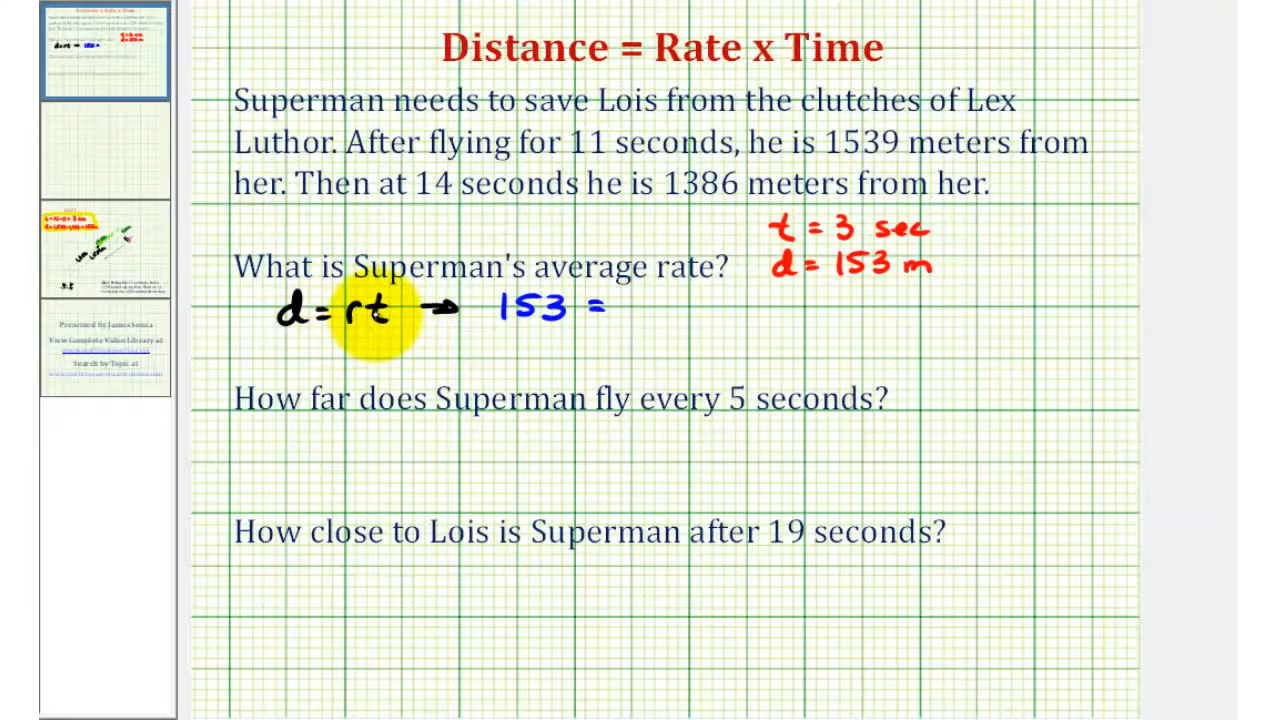 Distance = Rate x Time
Superman needs to save Lois from the clutches of Lex
Luthor. After flying for 11 seconds, he is 1539 meters from
her. Then at 14 seconds he is 1386 meters from her.
t = 3 sec
What is Superman's average rate?
d = 153 m
d = rt → 153 =
How far does Superman fly every 5 seconds?
How close to Lois is Superman after 19 seconds?
Presented by James Sousa
View Complete Video Library at
Search by Topic at